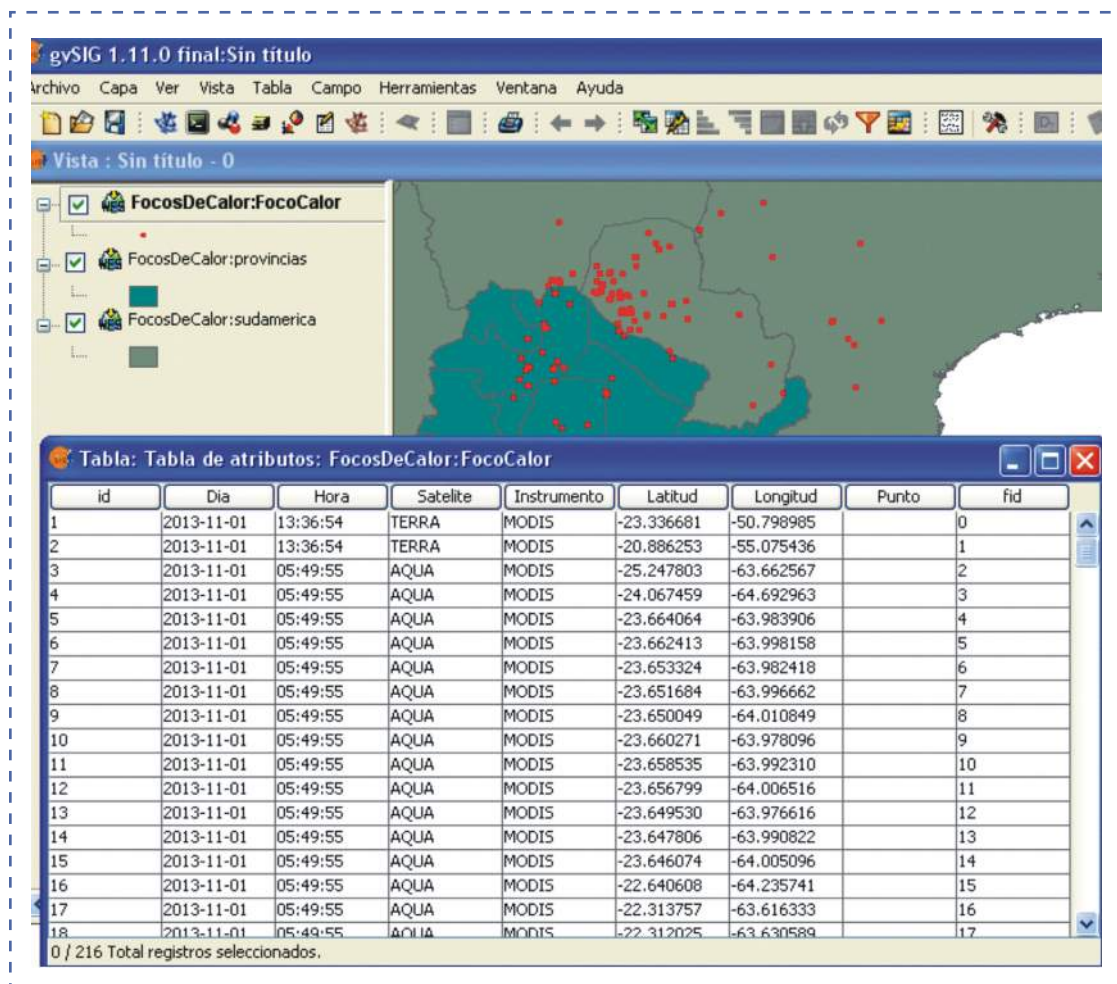 gvSIG 1.11.0 final:Sin título
Archivo Capa Ver Vista Tabla Campo Herramientas Ventana Ayuda
Vista : Sin título - 0
FocosDeCalor:FocoCalor
FocosDeCalor:provincias
FocosDeCalor:sudamerica
Tabla: Tabla de atributos: FocosDeCalor:FocoCalor
id Dia Hora Satelite Instrumento Latitud Longitud Punto fid
1 2013-11-01 13:36:54 TERRA MODIS -23.336681 -50.798985 0
2 2013-11-01 13:36:54 TERRA MODIS -20.886253 -55.075436 1
3 2013-11-01 05:49:55 AQUA MODIS -25.247803 -63.662567 2
4 2013-11-01 05:49:55 AQUA MODIS -24.067459 -64.692963 3
5 2013-11-01 05:49:55 AQUA MODIS -23.664064 -63.983906 4
6 2013-11-01 05:49:55 AQUA MODIS -23.662413 -63.998158 5
7 2013-11-01 05:49:55 AQUA MODIS -23.653324 -63.982418 6
8 2013-11-01 05:49:55 AQUA MODIS -23.651684 -63.996662 7
9 2013-11-01 05:49:55 AQUA MODIS -23.650049 -64.010849 8
10 2013-11-01 05:49:55 AQUA MODIS -23.660271 -63.978096 9
11 2013-11-01 05:49:55 AQUA MODIS -23.658535 -63.992310 10
12 2013-11-01 05:49:55 AQUA MODIS -23.656799 -64.006516 11
13 2013-11-01 05:49:55 AQUA MODIS -23.649530 -63.976616 12
14 2013-11-01 05:49:55 AQUA MODIS -23.647806 -63.990822 13
15 2013-11-01 05:49:55 AQUA MODIS -23.646074 -64.005096 14
16 2013-11-01 05:49:55 AQUA MODIS -22.640608 -64.235741 15
17 2013-11-01 05:49:55 AQUA MODIS -22.313757 -63.616333 16
18 2013-11-01 05:49:55 AQUA MODIS -22.312025 -63.630589 17
0 / 216 Total registros seleccionados.